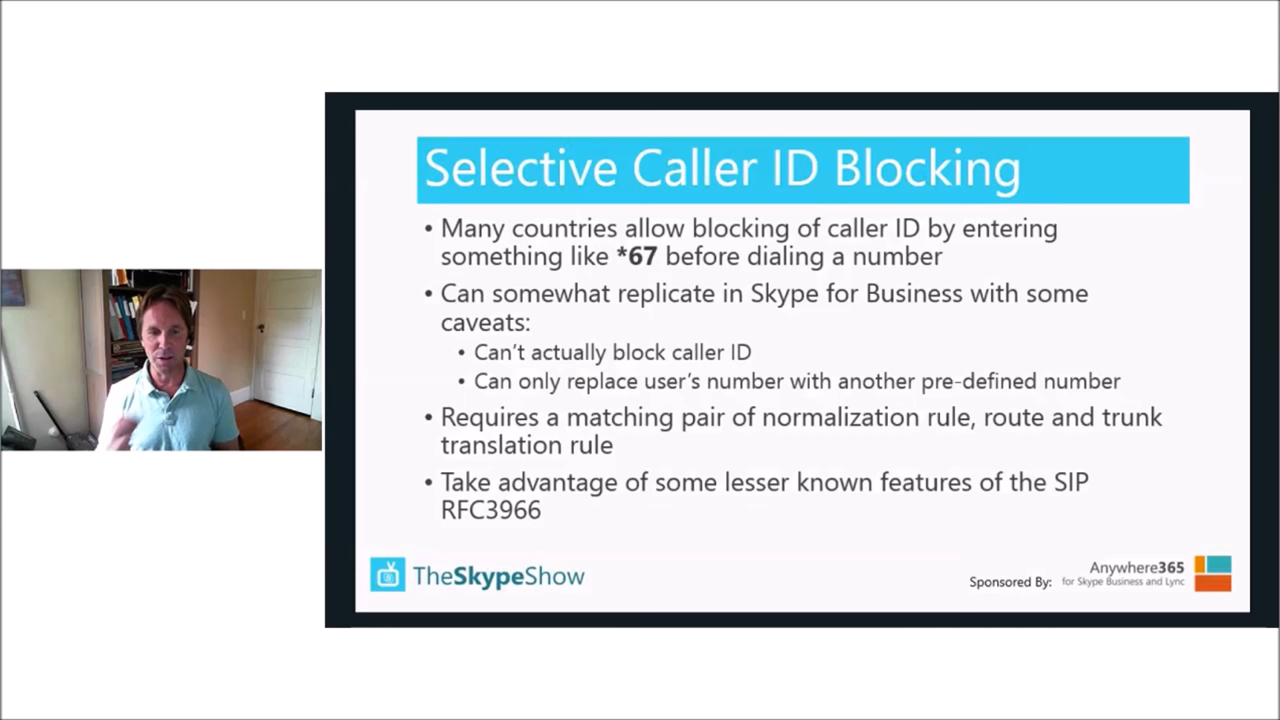 Selective Caller ID Blocking
• Many countries allow blocking of caller ID by entering
something like *67 before dialing a number
• Can somewhat replicate in Skype for Business with some
caveats:
• Can't actually block caller ID
• Can only replace user's number with another pre-defined number
• Requires a matching pair of normalization rule, route and trunk
translation rule
• Take advantage of some lesser known features of the SIP
RFC3966
TheSkypeShow
Sponsored By:
Anywhere365
for Skype Business and Lync